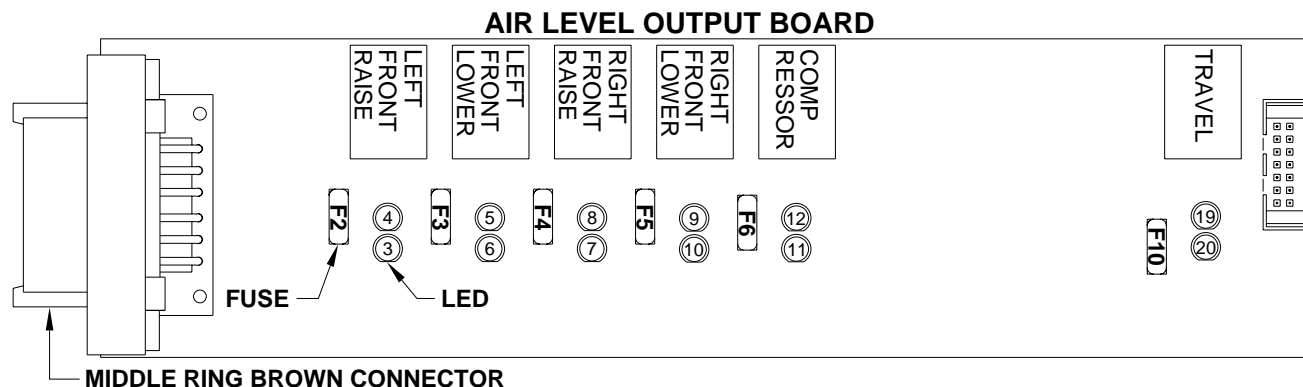 AIR LEVEL OUTPUT BOARD
LEFT
FRONT
RAISE
LEFT
FRONT
LOWER
RIGHT
FRONT
RAISE
RIGHT
FRONT
LOWER
COMP
RESSOR
TRAVEL
F2
4
3
F3
5
6
F4
8
7
F5
9
10
F6
12
11
F10
19
20
FUSE
LED
MIDDLE RING BROWN CONNECTOR